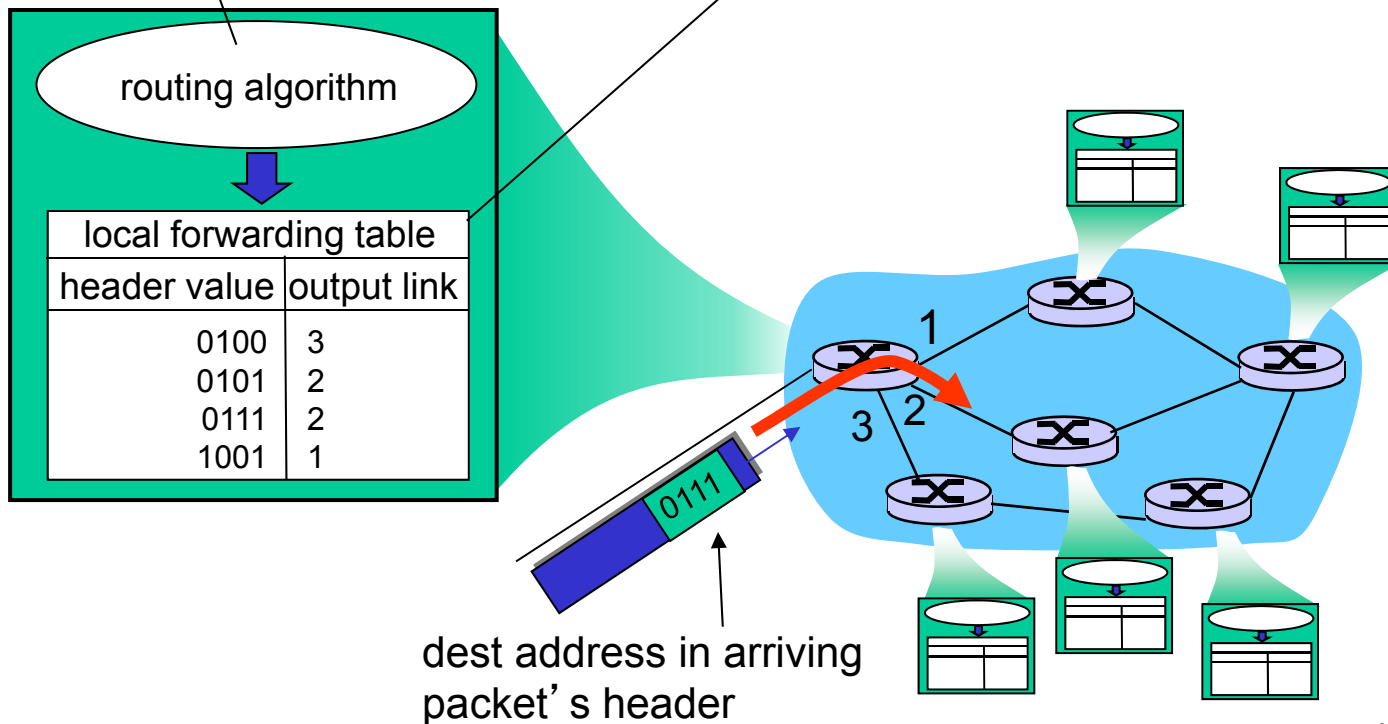 routing algorithm
local forwarding table
header value output link
0100 3
0101 2
0111 2
1001 1
1
2
3
0111
dest address in arriving
packet’s header